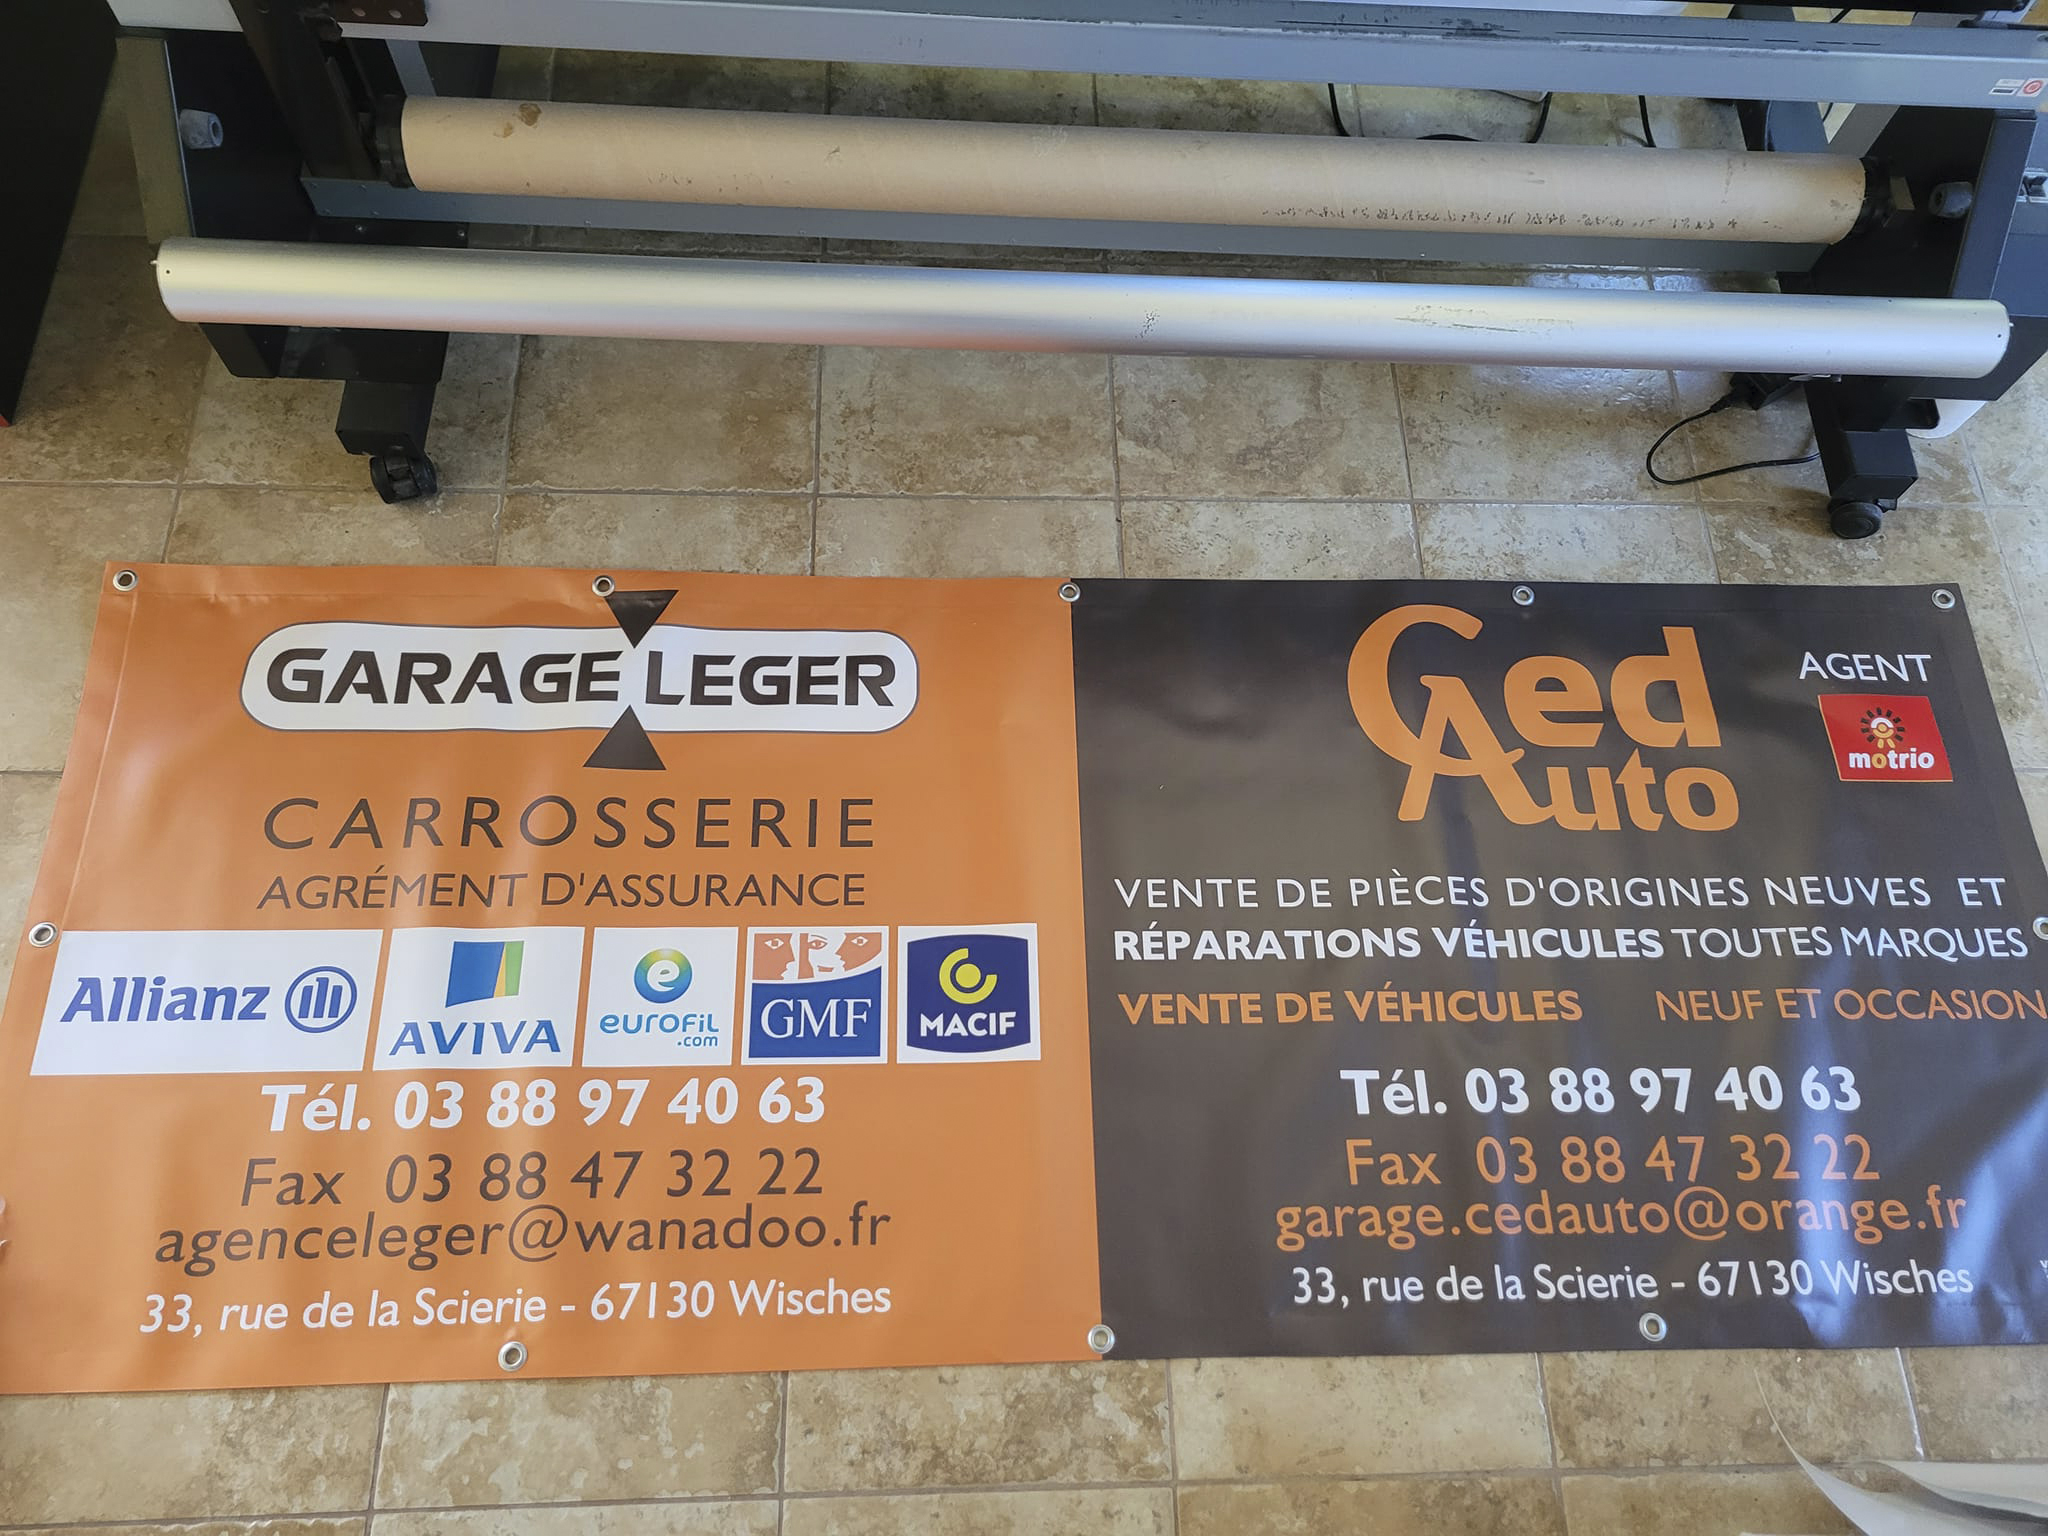 GARAGE LEGER
CARROSSERIE
AGRÉMENT D'ASSURANCE
Allianz
AVIVA
eurofil
.com
GMF
MACIF
Tél. 03 88 97 40 63
Fax 03 88 47 32 22
agenceleger@wanadoo.fr
33, rue de la Scierie - 67130 Wisches
Ced
Auto
AGENT
motrio
VENTE DE PIÈCES D'ORIGINES NEUVES ET
RÉPARATIONS VÉHICULES TOUTES MARQUES
VENTE DE VÉHICULES NEUF ET OCCASION
Tél. 03 88 97 40 63
Fax 03 88 47 32 22
garage.cedauto@orange.fr
33, rue de la Scierie - 67130 Wisches